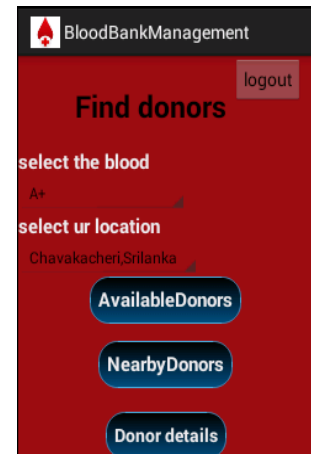 BloodBankManagement
logout
Find donors
select the blood
A+
select ur location
Chavakacheri,Srilanka
AvailableDonors
NearbyDonors
Donor details